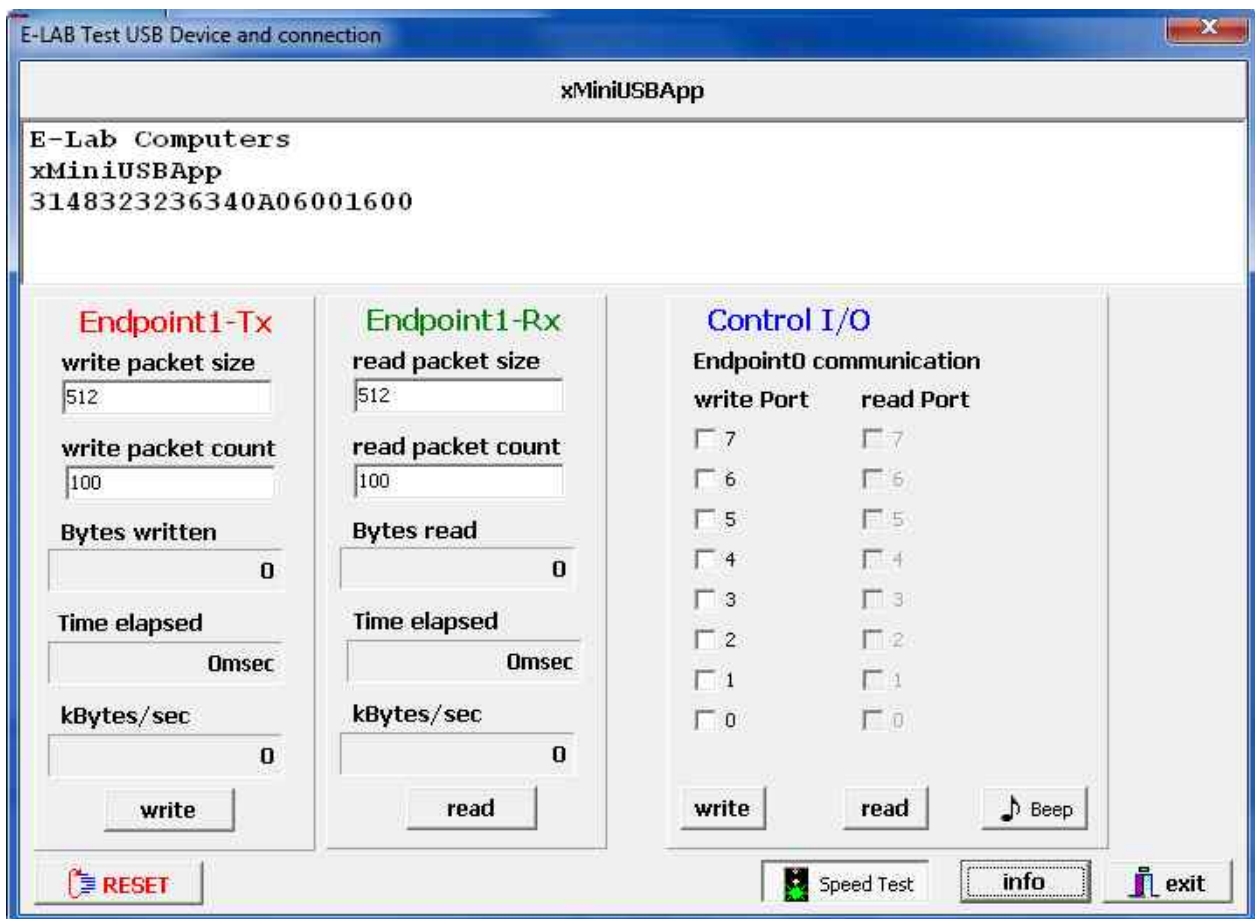 E-LAB Test USB Device and connection
xMiniUSBApp
E-Lab Computers
xMiniUSBApp
3148323236340A06001600
Endpoint1-Tx
write packet size
512
write packet count
100
Bytes written
0
Time elapsed
0msec
kBytes/sec
0
write
Endpoint1-Rx
read packet size
512
read packet count
100
Bytes read
0
Time elapsed
0msec
kBytes/sec
0
read
Control I/O
Endpoint0 communication
write Port read Port
7 7
6 6
5 5
4 4
3 3
2 2
1 1
0 0
write read Beep
RESET Speed Test info exit